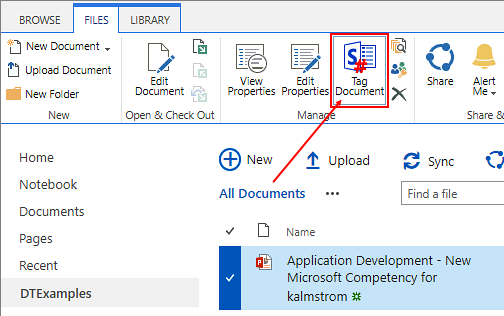 BROWSE FILES LIBRARY
New Document
Upload Document
New Folder
New
Edit
Document
Open & Check Out
View
Properties
Edit
Properties
Tag
Document
Manage
Share
Alert
Me
Share &
Home
Notebook
Documents
Pages
Recent
DTExamples
New Upload Sync
All Documents ...
Find a file
Name
Application Development - New
Microsoft Competency for
kalmstrom